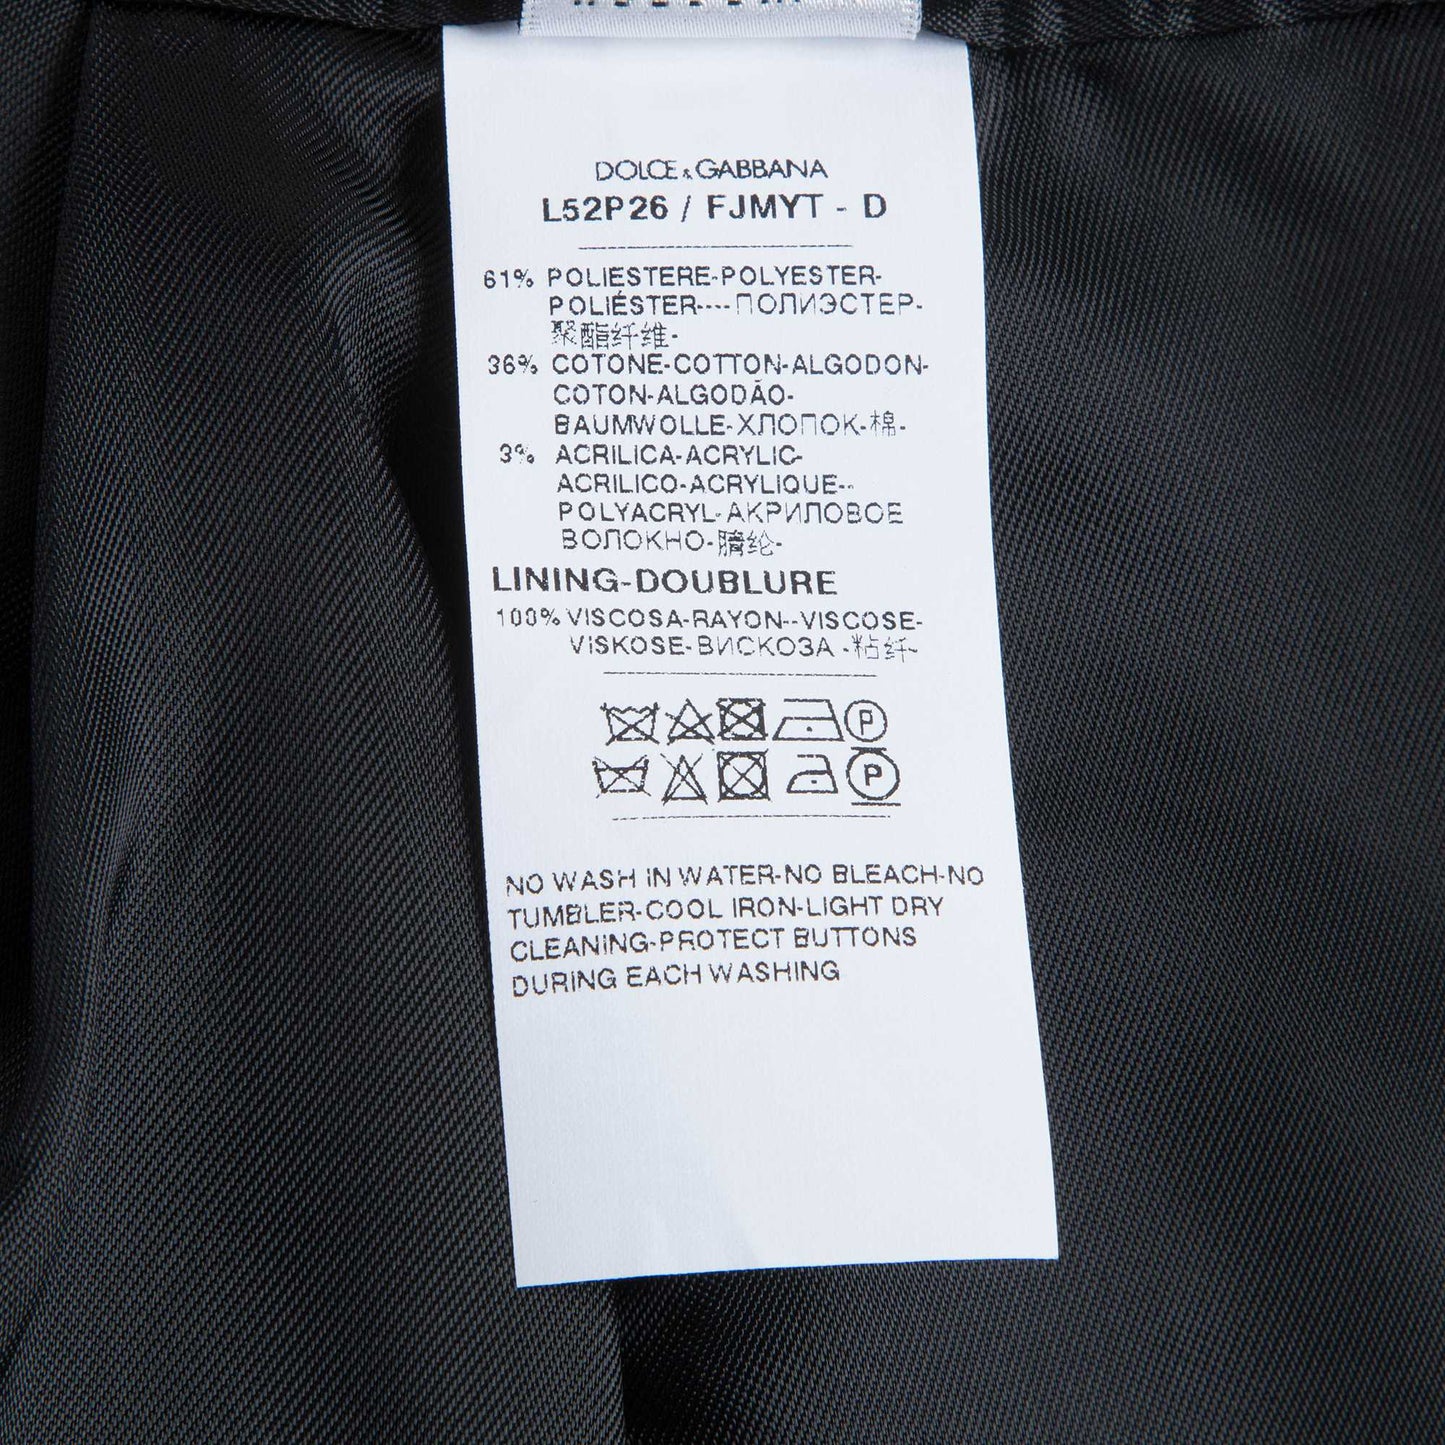 DOLCE & GABBANA
L52P26 / FJMYT - D
61% POLIESTERE-POLYESTER-
POLIÉSTER----ПОЛИЭСТЕР-
聚酯纤维-
36% COTONE-COTTON-ALGODON-
COTON-ALGODÃO-
BAUMWOLLE-ХЛОПОК-棉-
3% ACRILICA-ACRYLIC-
ACRILICO-ACRYLIQUE--
POLYACRYL-АКРИЛОВОЕ
ВОЛОКНО-腈纶-
LINING-DOUBLURE
100% VISCOSA-RAYON--VISCOSE-
VISKOSE-ВИСКОЗА -粘纤-
P
P
NO WASH IN WATER-NO BLEACH-NO
TUMBLER-COOL IRON-LIGHT DRY
CLEANING-PROTECT BUTTONS
DURING EACH WASHING